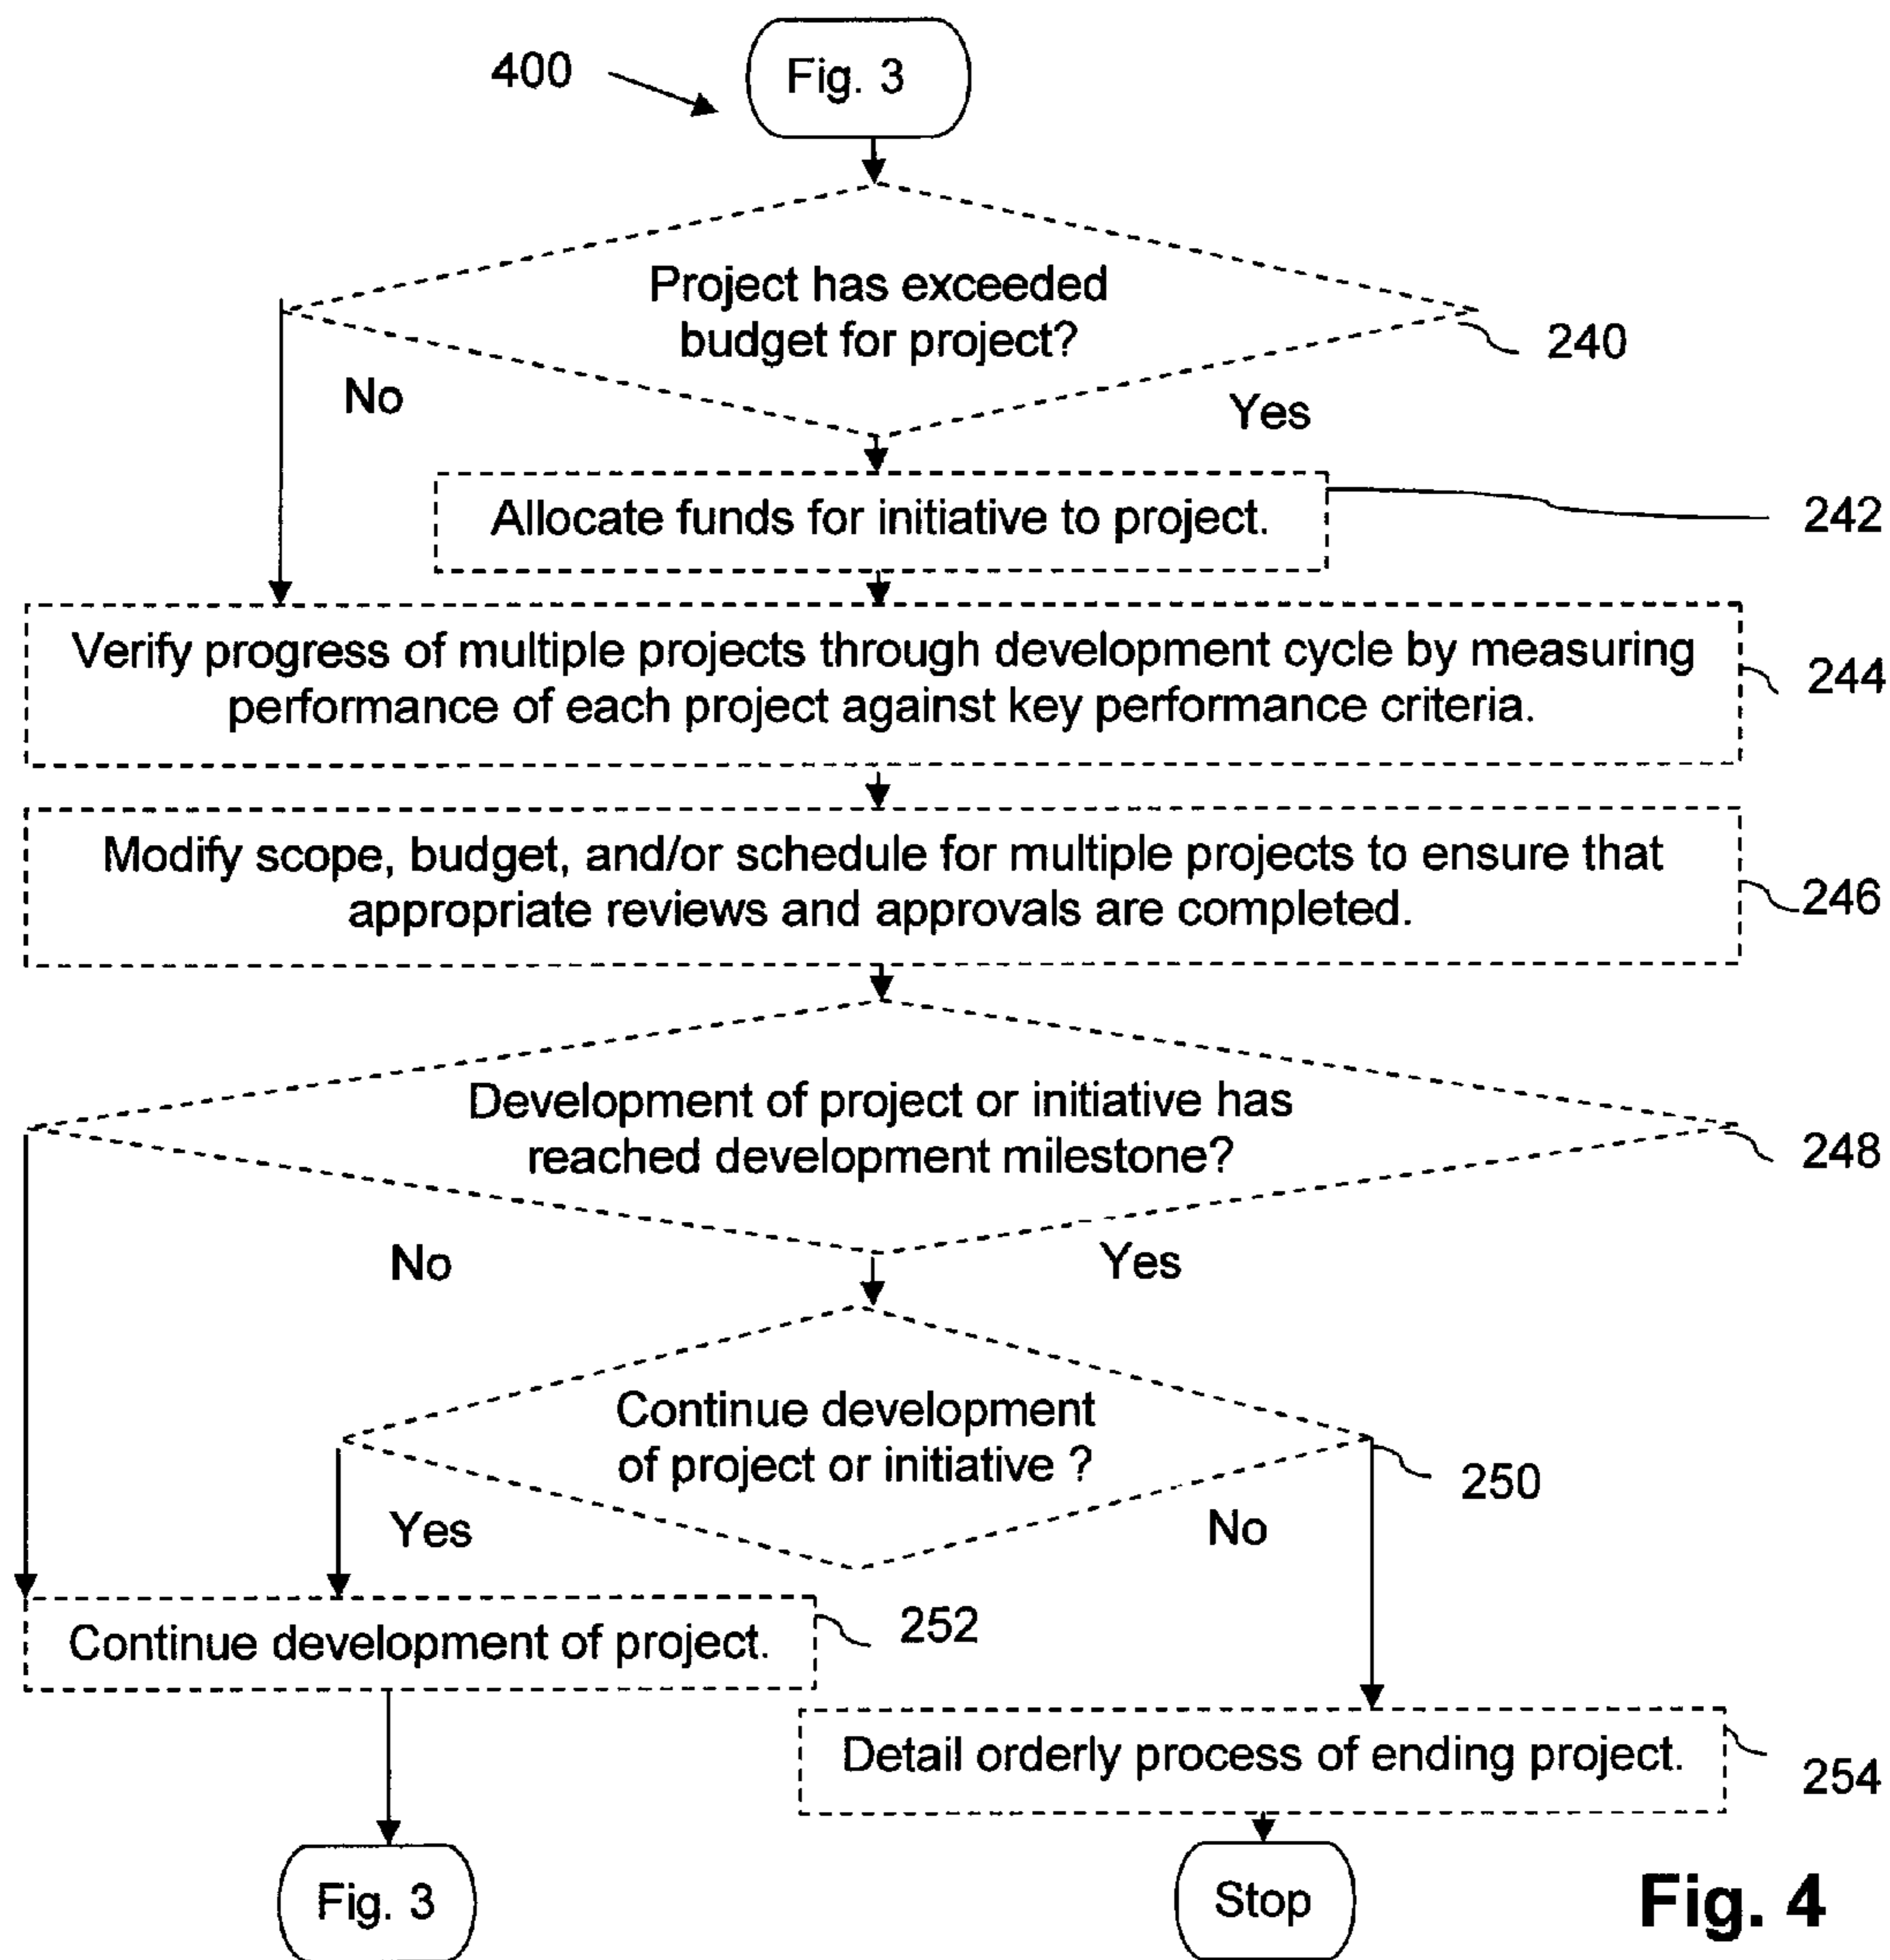 400
Fig. 3
Project has exceeded
budget for project?
240
No
Yes
Allocate funds for initiative to project.
242
Verify progress of multiple projects through development cycle by measuring
performance of each project against key performance criteria.
244
Modify scope, budget, and/or schedule for multiple projects to ensure that
appropriate reviews and approvals are completed.
246
Development of project or initiative has
reached development milestone?
248
No
Yes
Continue development
of project or initiative ?
250
Yes
No
Continue development of project.
252
Detail orderly process of ending project.
254
Fig. 3
Stop
Fig. 4